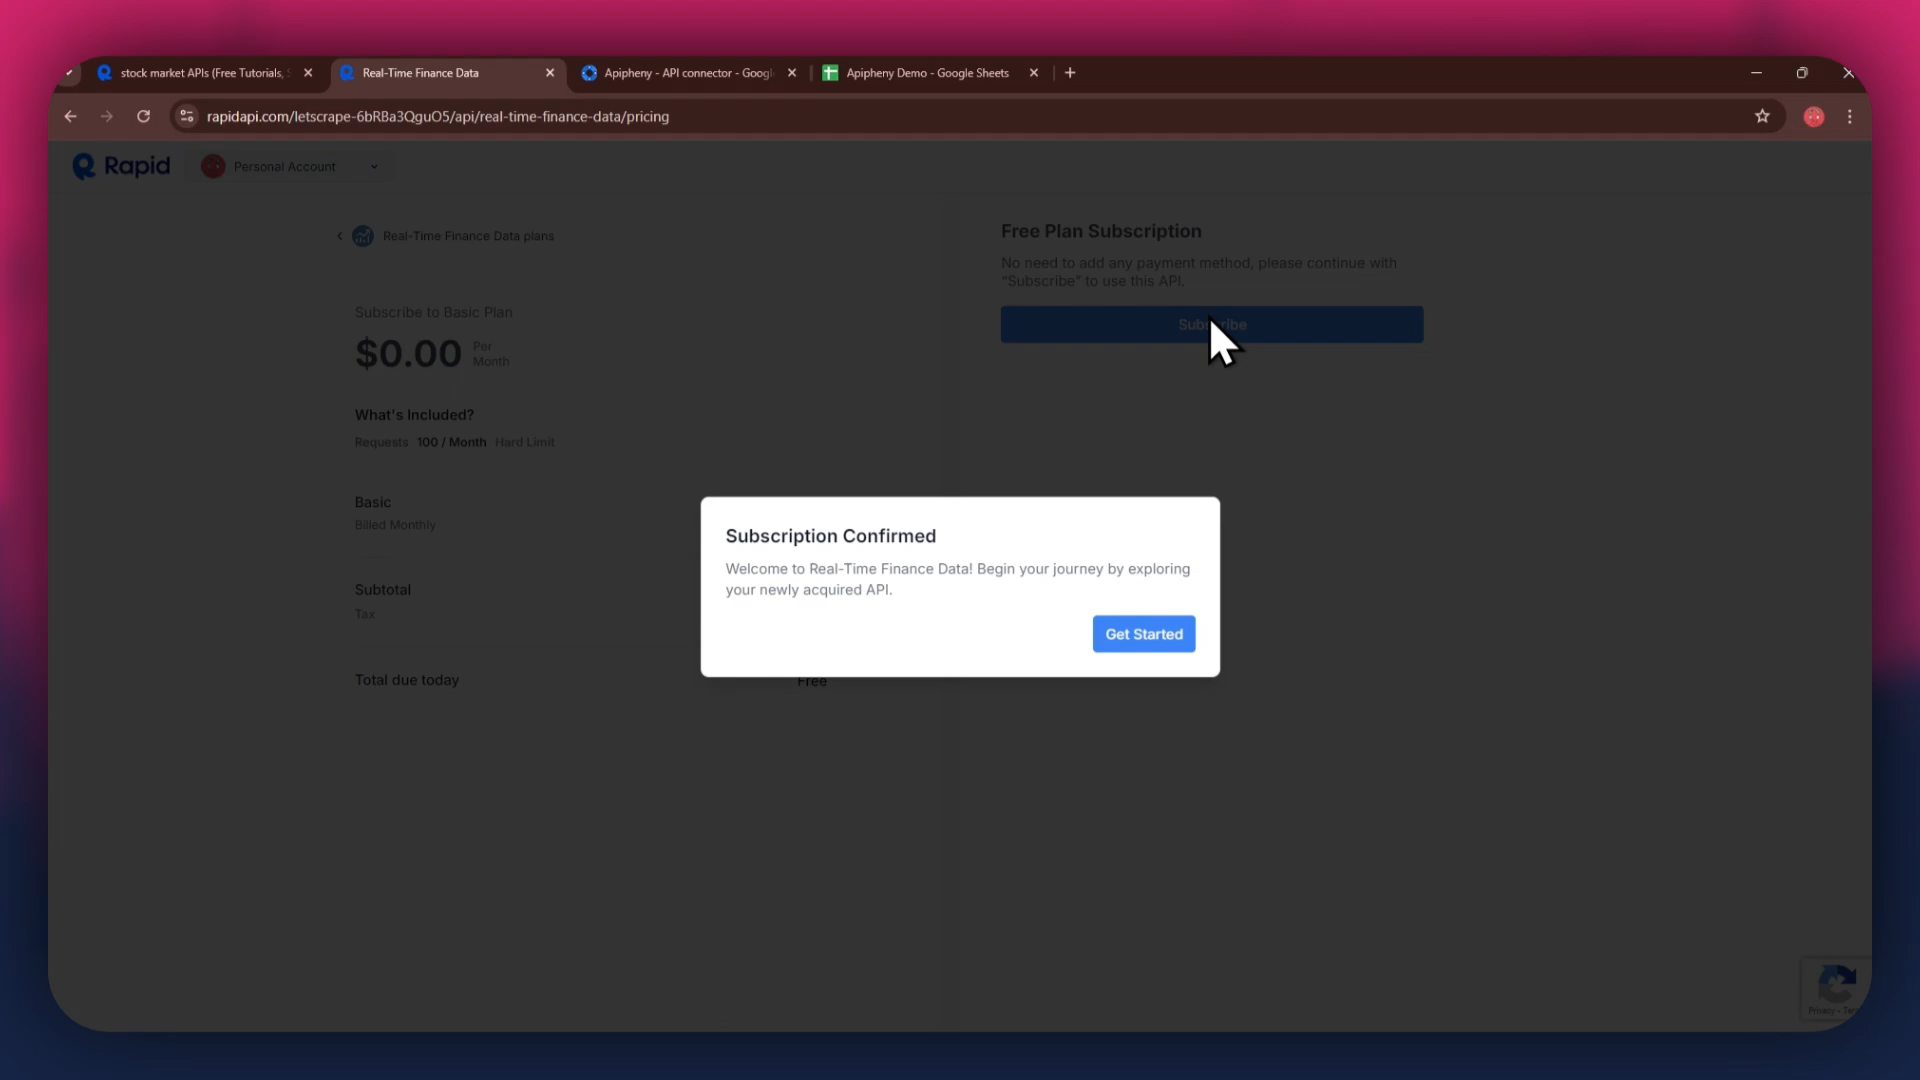 stock market APIs (Free Tutorials,
Real-Time Finance Data
Apipheny - API connector - Googl
Apipheny Demo - Google Sheets
rapidapi.com/letscrape-6bRBa3QguO5/api/real-time-finance-data/pricing
Rapid
Personal Account
Real-Time Finance Data plans
Subscribe to Basic Plan
$0.00 Per
Month
What's Included?
Requests 100 / Month Hard Limit
Basic
Billed Monthly
Subtotal
Tax
Total due today
Free
Free Plan Subscription
No need to add any payment method, please continue with
"Subscribe" to use this API.
Subscription Confirmed
Welcome to Real-Time Finance Data! Begin your journey by exploring
your newly acquired API.
Get Started
Privacy -